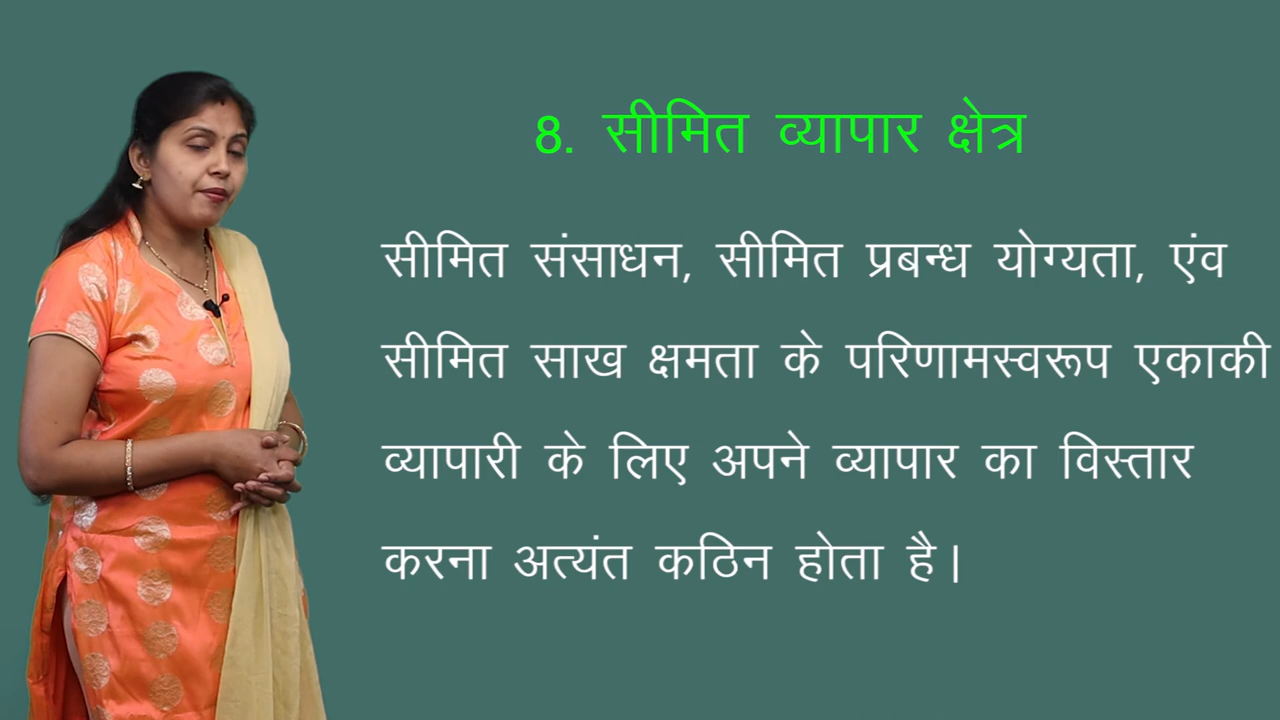 8. सीमित व्यापार क्षेत्र
सीमित संसाधन, सीमित प्रबन्ध योग्यता, एंव
सीमित साख क्षमता के परिणामस्वरूप एकाकी
व्यापारी के लिए अपने व्यापार का विस्तार
करना अत्यंत कठिन होता है।